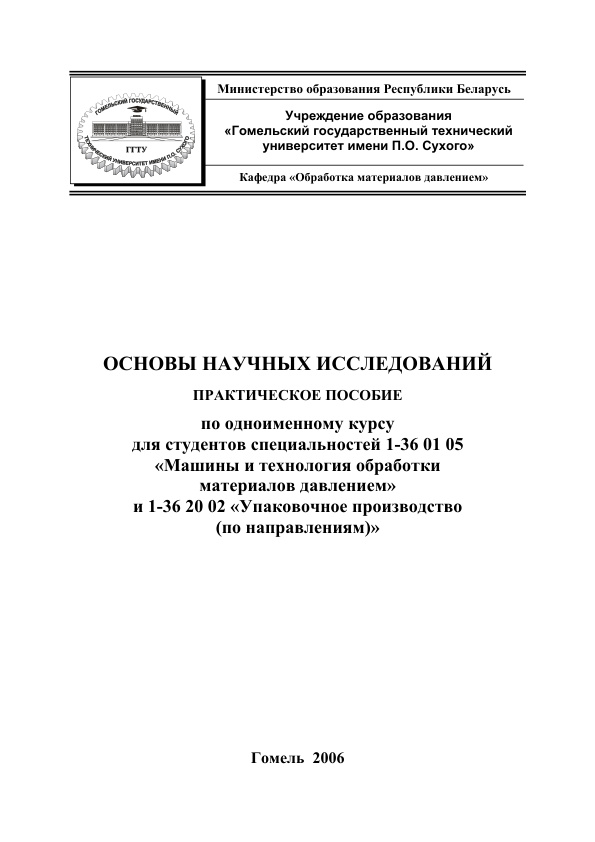 ГОМЕЛЬСКИЙ ГОСУДАРСТВЕННЫЙ
ТЕХНИЧЕСКИЙ УНИВЕРСИТЕТ ИМЕНИ П.О. СУХОГО
ГГТУ
Министерство образования Республики Беларусь
Учреждение образования
«Гомельский государственный технический
университет имени П.О. Сухого»
Кафедра «Обработка материалов давлением»
ОСНОВЫ НАУЧНЫХ ИССЛЕДОВАНИЙ
ПРАКТИЧЕСКОЕ ПОСОБИЕ
по одноименному курсу
для студентов специальностей 1-36 01 05
«Машины и технология обработки
материалов давлением»
и 1-36 20 02 «Упаковочное производство
(по направлениям)»
Гомель 2006